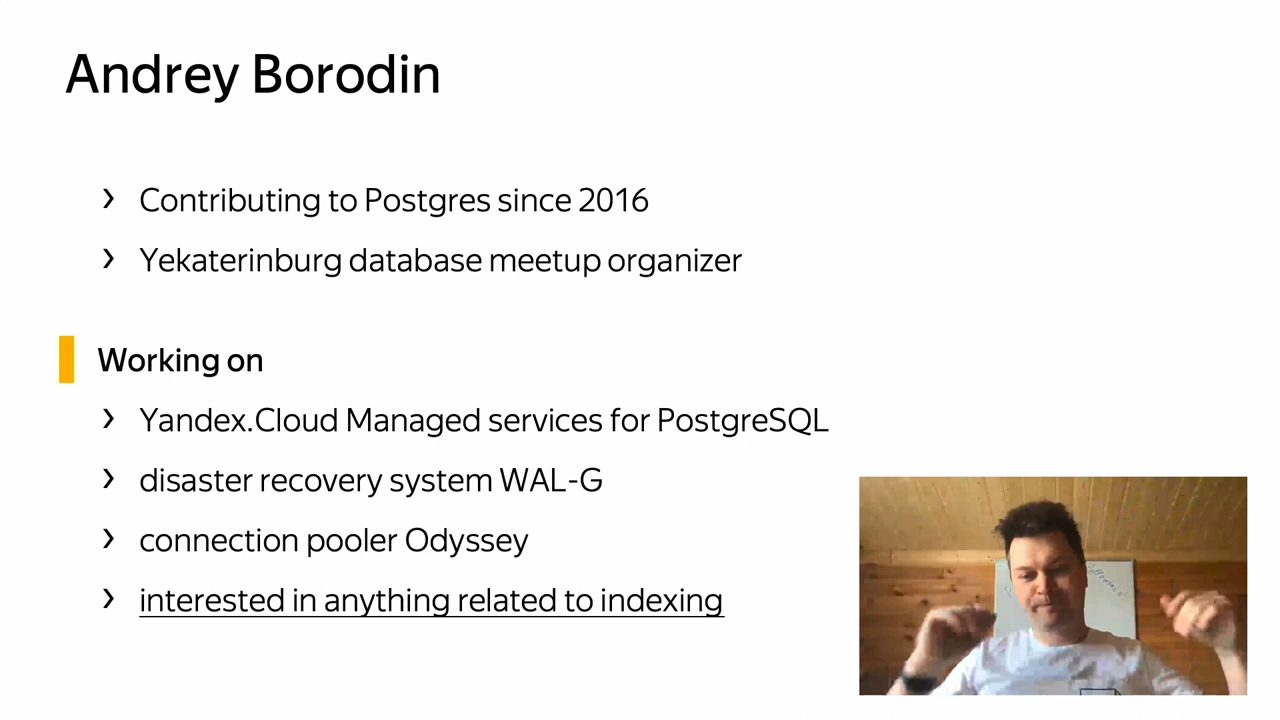 Andrey Borodin
› Contributing to Postgres since 2016
› Yekaterinburg database meetup organizer
Working on
› Yandex.Cloud Managed services for PostgreSQL
› disaster recovery system WAL-G
› connection pooler Odyssey
› interested in anything related to indexing